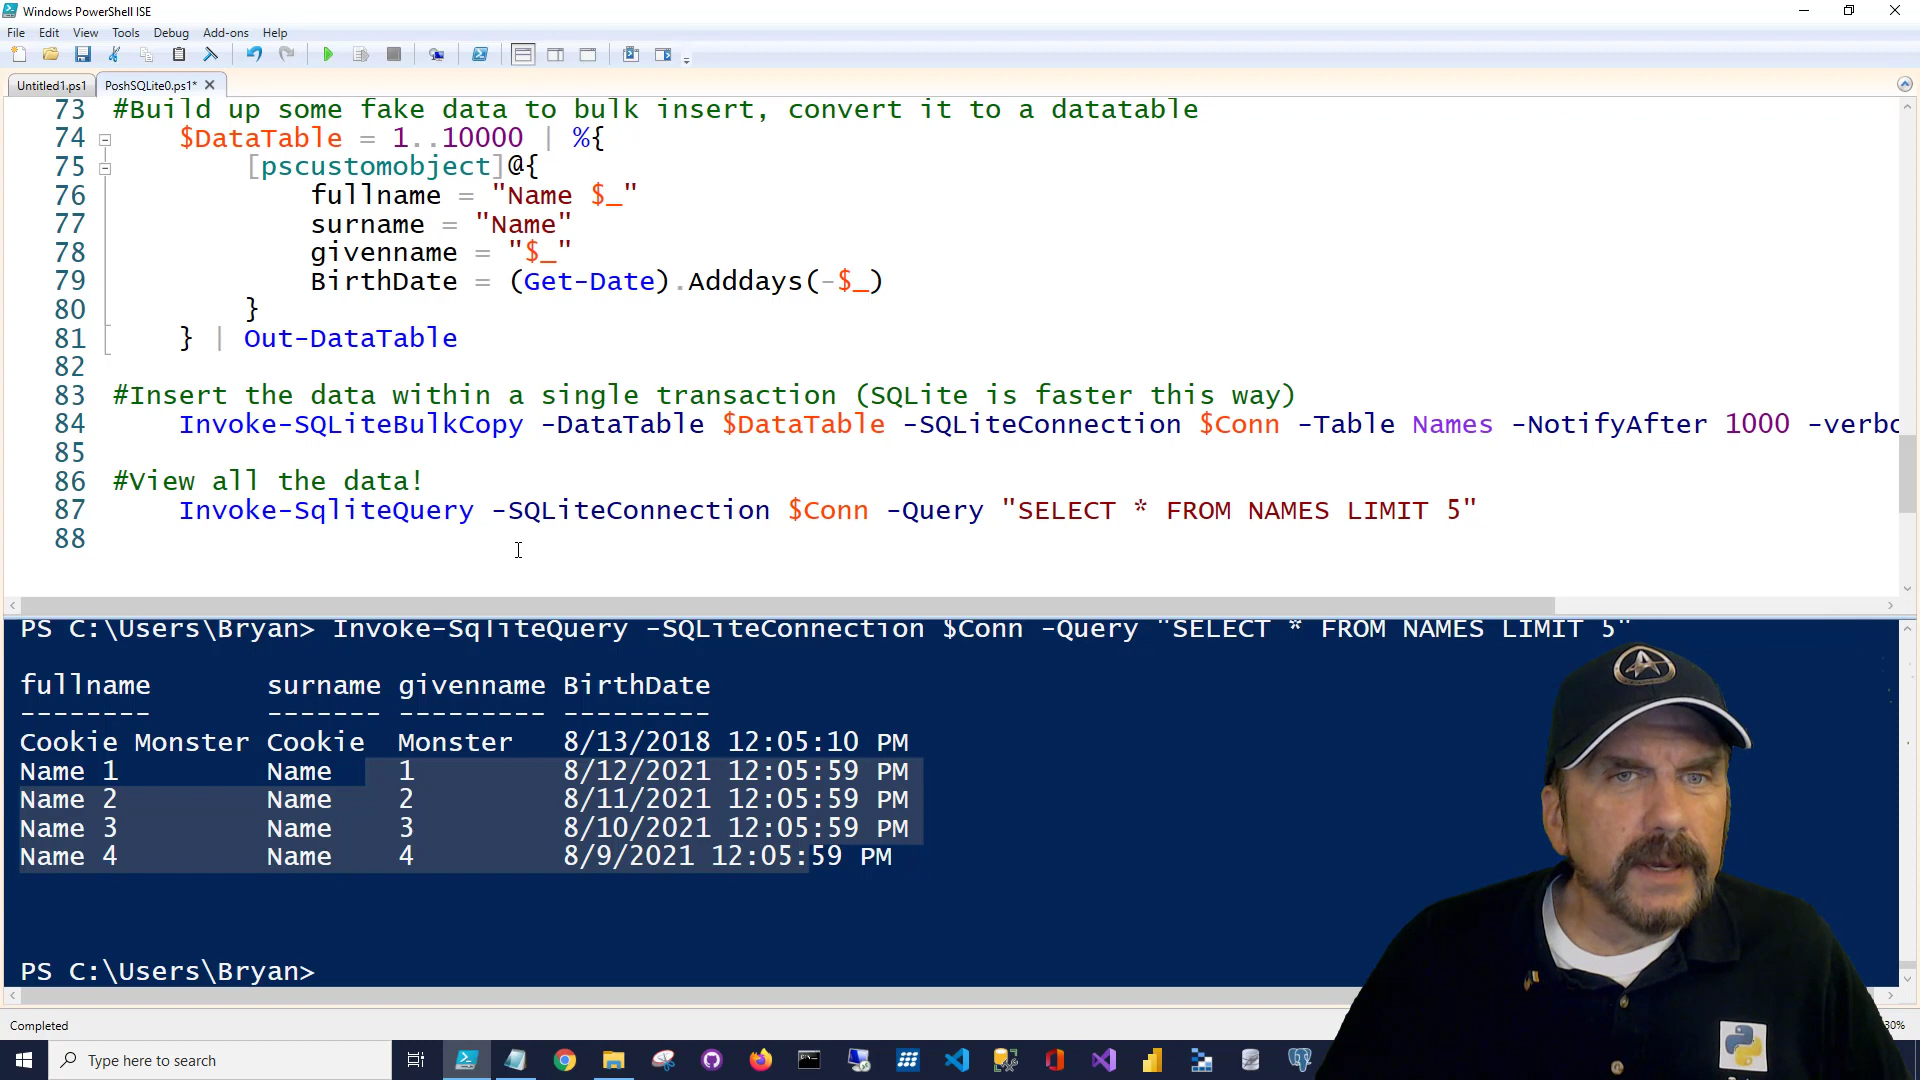 Windows PowerShell ISE
File Edit View Tools Debug Add-ons Help
Untitled1.ps1 PoshSQLite0.ps1*
73 #Build up some fake data to bulk insert, convert it to a datatable
74 $DataTable = 1..10000 | %{
75 [pscustomobject]@{
76 fullname = "Name $_"
77 surname = "Name"
78 givenname = "$_"
79 BirthDate = (Get-Date).Adddays(-$_)
80 }
81 } | Out-DataTable
82
83 #Insert the data within a single transaction (SQLite is faster this way)
84 Invoke-SQLiteBulkCopy -DataTable $DataTable -SQLiteConnection $Conn -Table Names -NotifyAfter 1000 -verbo
85
86 #View all the data!
87 Invoke-SqliteQuery -SQLiteConnection $Conn -Query "SELECT * FROM NAMES LIMIT 5"
88
PS C:\Users\Bryan> Invoke-SqliteQuery -SQLiteConnection $Conn -Query "SELECT * FROM NAMES LIMIT 5"
fullname surname givenname BirthDate
-------- ------- --------- ---------
Cookie Monster Cookie Monster 8/13/2018 12:05:10 PM
Name 1 Name 1 8/12/2021 12:05:59 PM
Name 2 Name 2 8/11/2021 12:05:59 PM
Name 3 Name 3 8/10/2021 12:05:59 PM
Name 4 Name 4 8/9/2021 12:05:59 PM
PS C:\Users\Bryan>
Completed
Type here to search